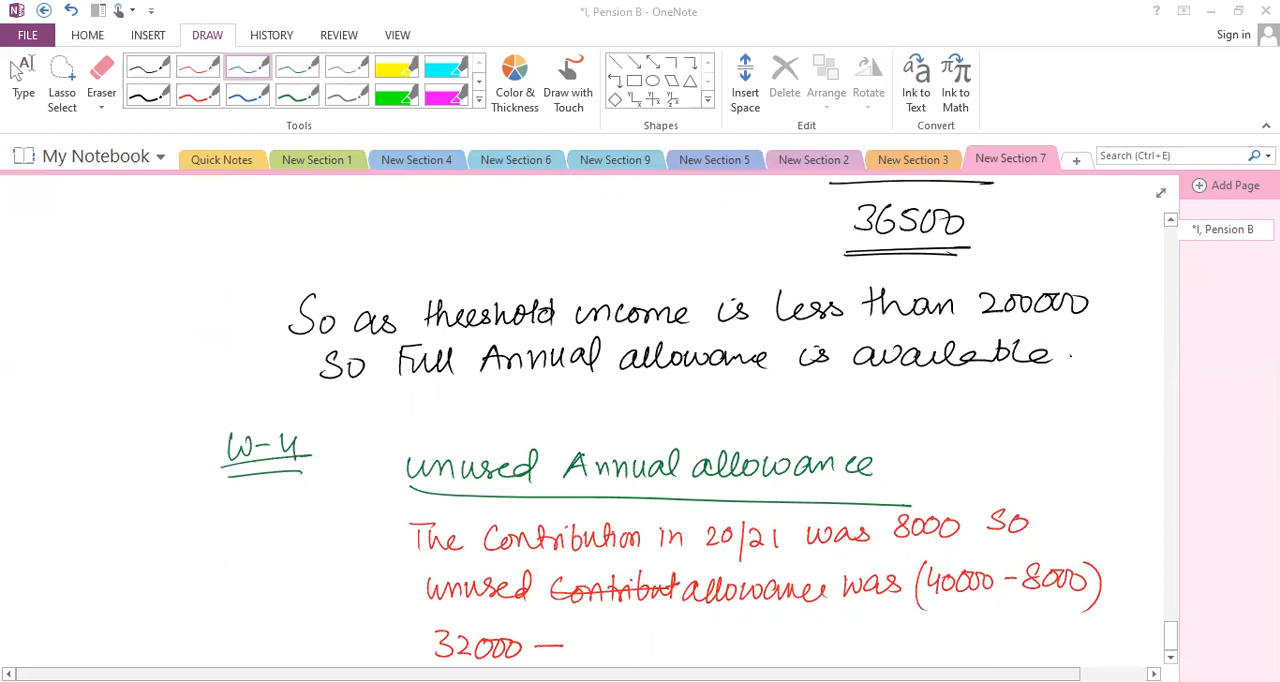 *I, Pension B - OneNote
?
Sign in
FILE HOME INSERT DRAW HISTORY REVIEW VIEW
Type
Lasso Select
Eraser
Color & Thickness
Draw with Touch
Insert Space
Delete
Arrange
Rotate
Ink to Text
Ink to Math
Tools Shapes Edit Convert
My Notebook Quick Notes New Section 1 New Section 4 New Section 6 New Section 9 New Section 5 New Section 2 New Section 3 New Section 7 Search (Ctrl+E)
Add Page
*I, Pension B
36500
So as theeshold income is less than 200000
So Full Annual allowane is available.
W-4
unused Annual allowance
The Contribution in 20/21 was 8000 So
unused Contribut allowance was (40000 - 8000)
32000 —